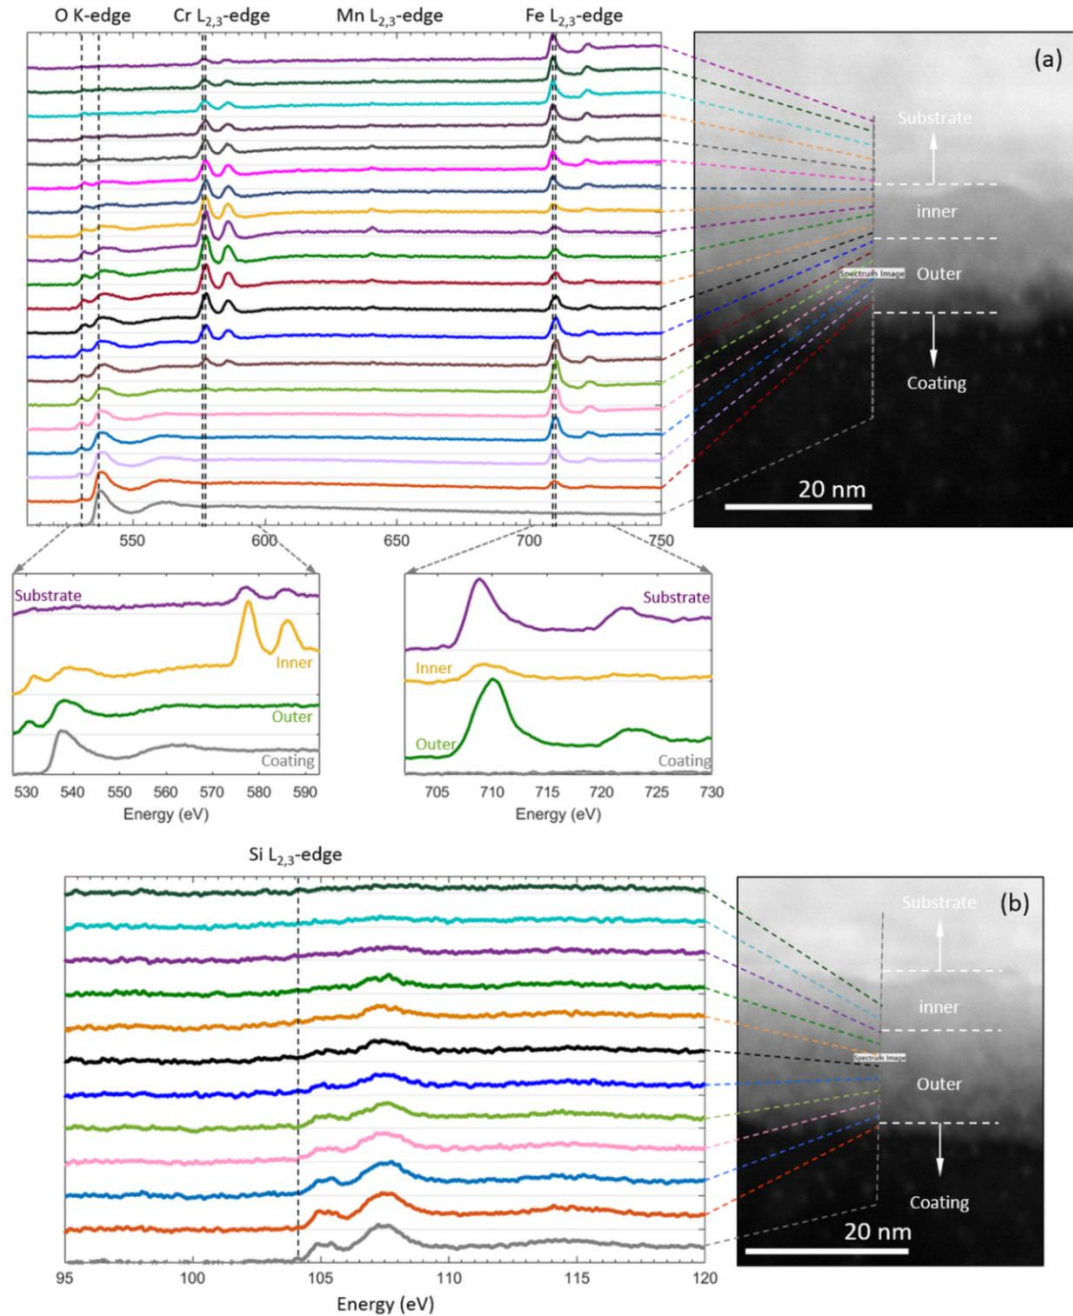 O K-edge Cr L2,3-edge Mn L2,3-edge Fe L2,3-edge
(a)
Substrate
inner
Spectrum Image
Outer
Coating
20 nm
550 600 650 700 750
Substrate
Inner
Outer
Coating
530 540 550 560 570 580 590
Energy (eV)
Substrate
Inner
Outer
Coating
705 710 715 720 725 730
Energy (eV)
Si L2,3-edge
(b)
Substrate
inner
Spectrum Image
Outer
Coating
20 nm
95 100 105 110 115 120
Energy (eV)